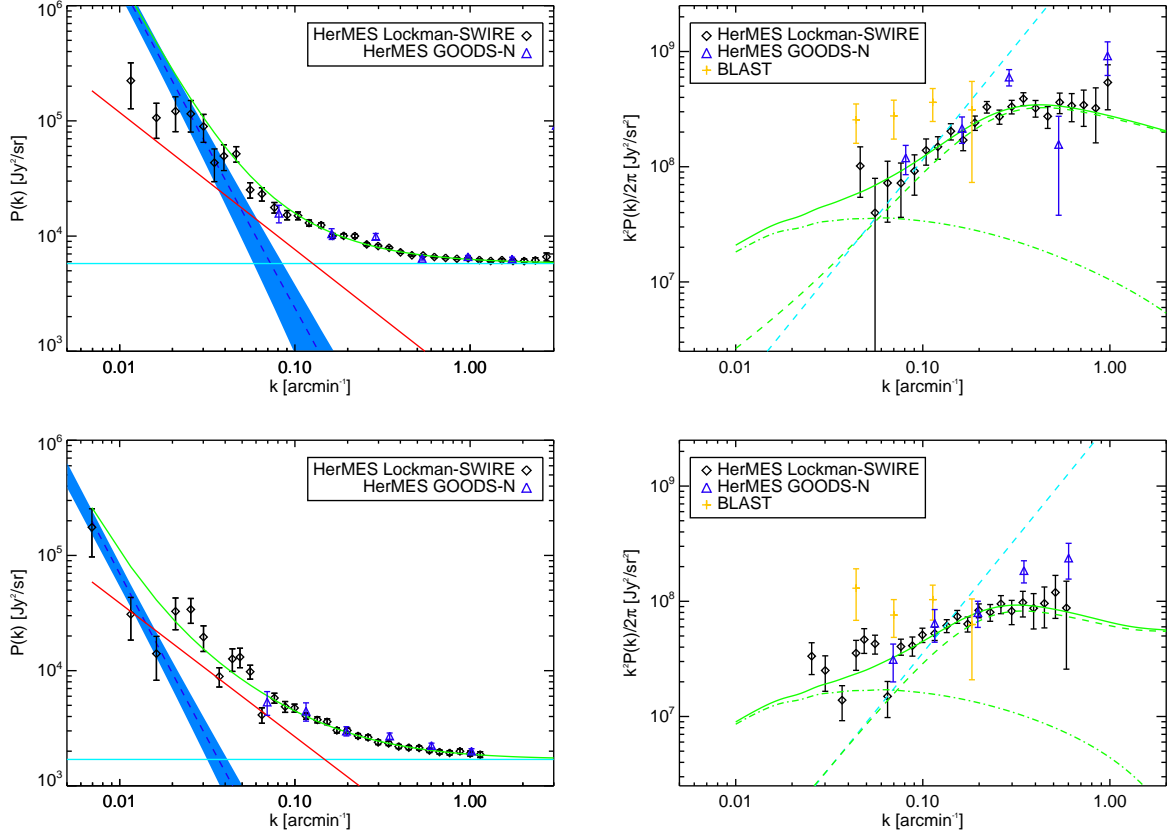 HerMES Lockman-SWIRE
HerMES GOODS-N
10⁶
10⁵
10⁴
10³
P(k) [Jy²/sr]
0.01 0.10 1.00
k [arcmin⁻¹]
HerMES Lockman-SWIRE
HerMES GOODS-N
BLAST
10⁹
10⁸
10⁷
k²P(k)/2π [Jy²/sr²]
0.01 0.10 1.00
k [arcmin⁻¹]
HerMES Lockman-SWIRE
HerMES GOODS-N
10⁶
10⁵
10⁴
10³
P(k) [Jy²/sr]
0.01 0.10 1.00
k [arcmin⁻¹]
HerMES Lockman-SWIRE
HerMES GOODS-N
BLAST
10⁹
10⁸
10⁷
k²P(k)/2π [Jy²/sr²]
0.01 0.10 1.00
k [arcmin⁻¹]